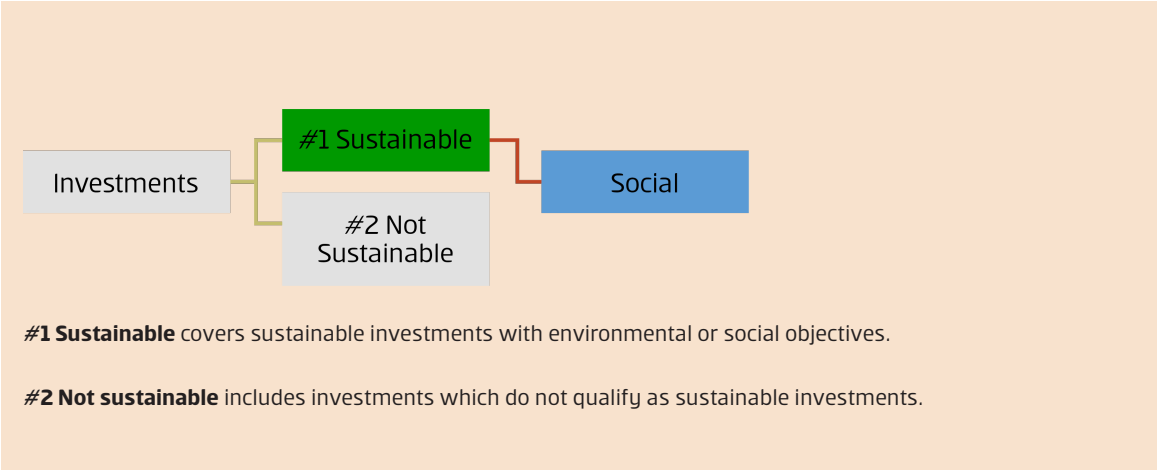 #1 Sustainable
Investments
Social
#2 Not
Sustainable
#1 Sustainable covers sustainable investments with environmental or social objectives.
#2 Not sustainable includes investments which do not qualify as sustainable investments.